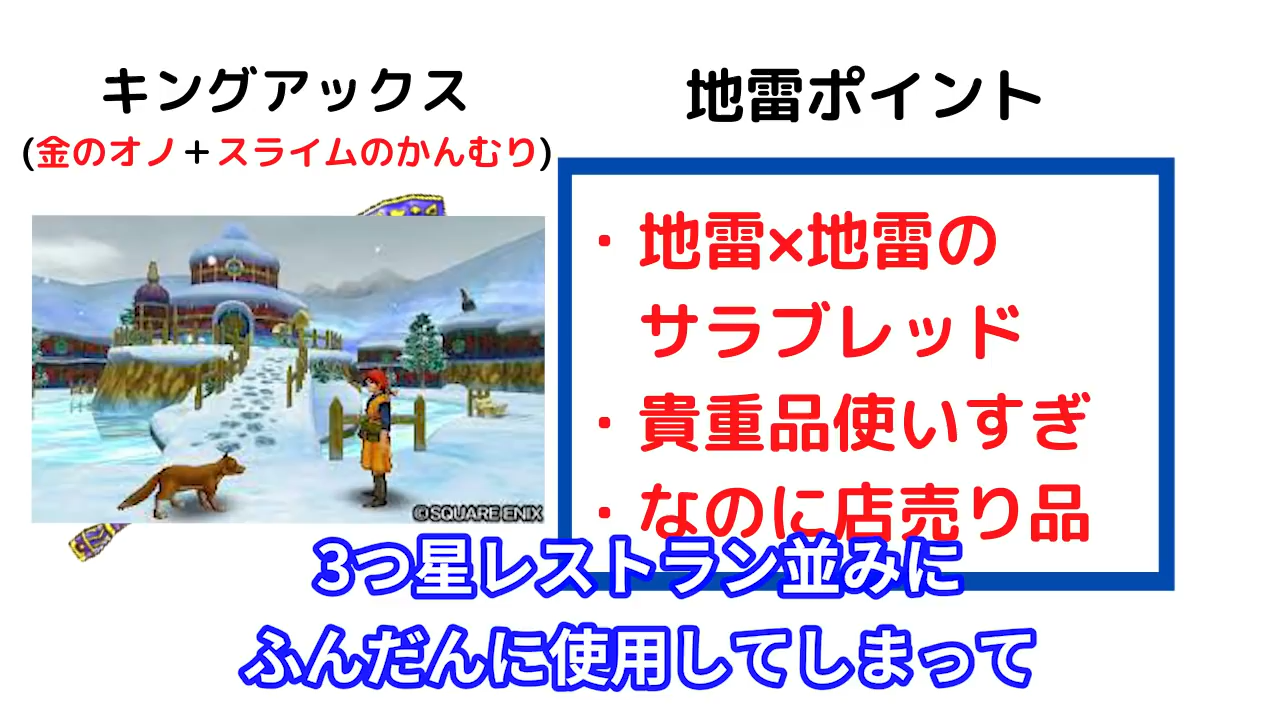 キングアックス
(金のオノ＋スライムのかんむり)
地雷ポイント
・地雷×地雷の
サラブレッド
・貴重品使いすぎ
・なのに店売り品
©SQUARE ENIX
3つ星レストラン並みに
ふんだんに使用してしまって